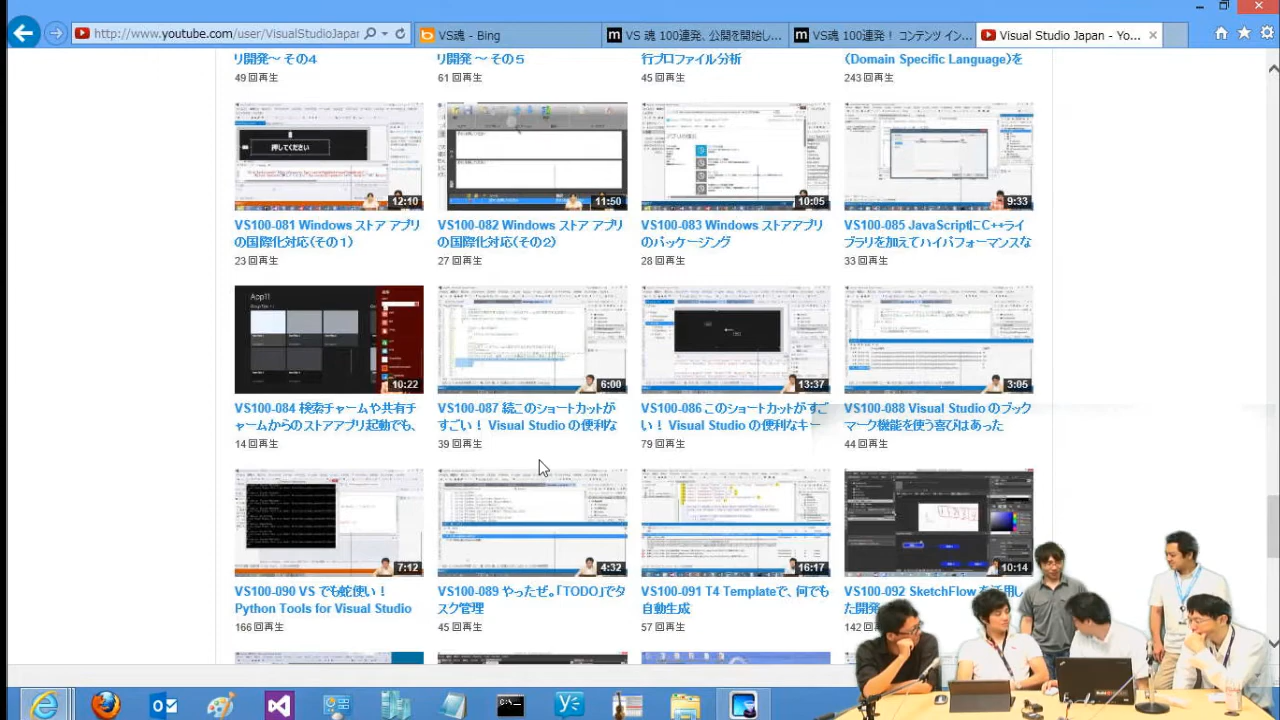 http://www.youtube.com/user/VisualStudioJapan
VS魂 - Bing
VS 魂 100連発、公開を開始し...
VS魂 100連発！ コンテンツ イン...
Visual Studio Japan - Yo...
リ開発～ その4
リ開発 ～ その5
行プロファイル分析
(Domain Specific Language)を
49 回再生
61 回再生
45 回再生
243 回再生
押してください
12:10
11:50
10:05
9:33
VS100-081 Windows ストア アプリ
の国際化対応(その1)
23 回再生
VS100-082 Windows ストア アプリ
の国際化対応(その2)
27 回再生
VS100-083 Windows ストアアプリ
のパッケージング
28 回再生
VS100-085 JavaScriptにC++ライ
ブラリを加えてハイパフォーマンスな
33 回再生
App11
10:22
6:00
13:37
3:05
VS100-084 検索チャームや共有チ
ャームからのストアアプリ起動でも、
14 回再生
VS100-087 続このショートカットが
すごい！ Visual Studio の便利な
39 回再生
VS100-086 このショートカットがすご
い！ Visual Studio の便利なキー
79 回再生
VS100-088 Visual Studio のブック
マーク機能を使う喜びはあった
44 回再生
7:12
4:32
16:17
10:14
VS100-090 VS でも蛇使い！
Python Tools for Visual Studio
166 回再生
VS100-089 やったぜ。「TODO」でタ
スク管理
45 回再生
VS100-091 T4 Templateで、何でも
自動生成
57 回再生
VS100-092 SketchFlow を活用し
た開発
142 回